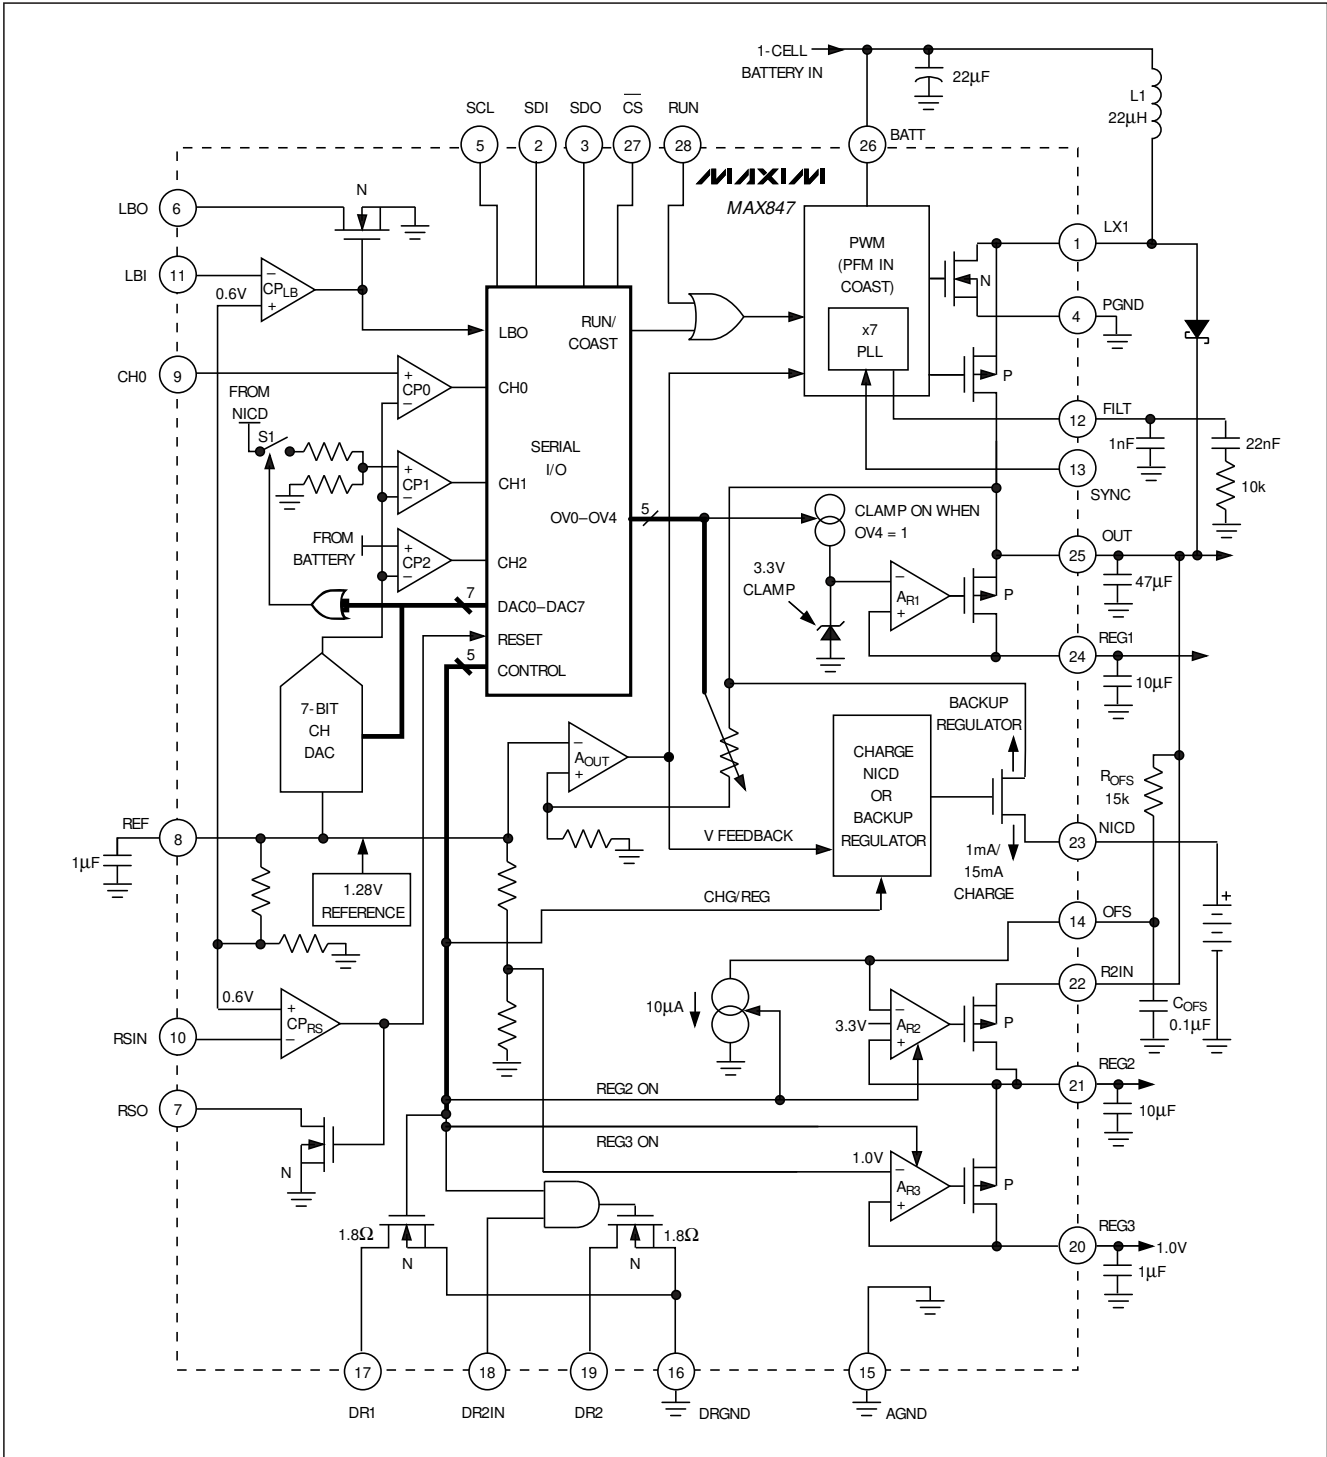 1-CELL
BATTERY IN
22µF
L1
22µH
SCL
SDI
SDO
CS
RUN
BATT
5
2
3
27
28
26
MAXIM
MAX847
LBO
6
N
LBI
11
0.6V
−
CPLB
+
LBO
RUN/
COAST
PWM
(PFM IN
COAST)
x7
PLL
N
P
1
LX1
4
PGND
12
FILT
1nF
22nF
10k
13
SYNC
CH0
9
+
CP0
−
CH0
FROM
NICD
S1
+
CP1
−
CH1
SERIAL
I/O
FROM
BATTERY
+
CP2
−
CH2
OV0–OV4
5
CLAMP ON WHEN
OV4 = 1
3.3V
CLAMP
−
AR1
+
P
25
OUT
47µF
24
REG1
10µF
7
DAC0–DAC7
RESET
5
CONTROL
7-BIT
CH
DAC
−
AOUT
+
CHARGE
NICD
OR
BACKUP
REGULATOR
BACKUP
REGULATOR
ROFS
15k
REF
8
1µF
1.28V
REFERENCE
V FEEDBACK
1mA/
15mA
CHARGE
23
NICD
CHG/REG
14
OFS
+
0.6V
+
CPRS
−
RSIN
10
10µA
3.3V
−
AR2
+
P
22
R2IN
COFS
0.1µF
RSO
7
N
REG2 ON
21
REG2
10µF
REG3 ON
1.0V
−
AR3
+
P
20
REG3
1.0V
1µF
1.8Ω
N
1.8Ω
N
17
18
19
16
15
DR1
DR2IN
DR2
DRGND
AGND